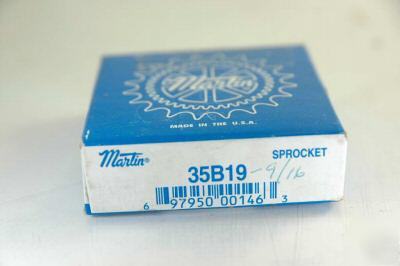 Martin
MADE IN THE U.S.A.
Martin® SPROCKET
35B19 -9/16
6 97950 00146 3